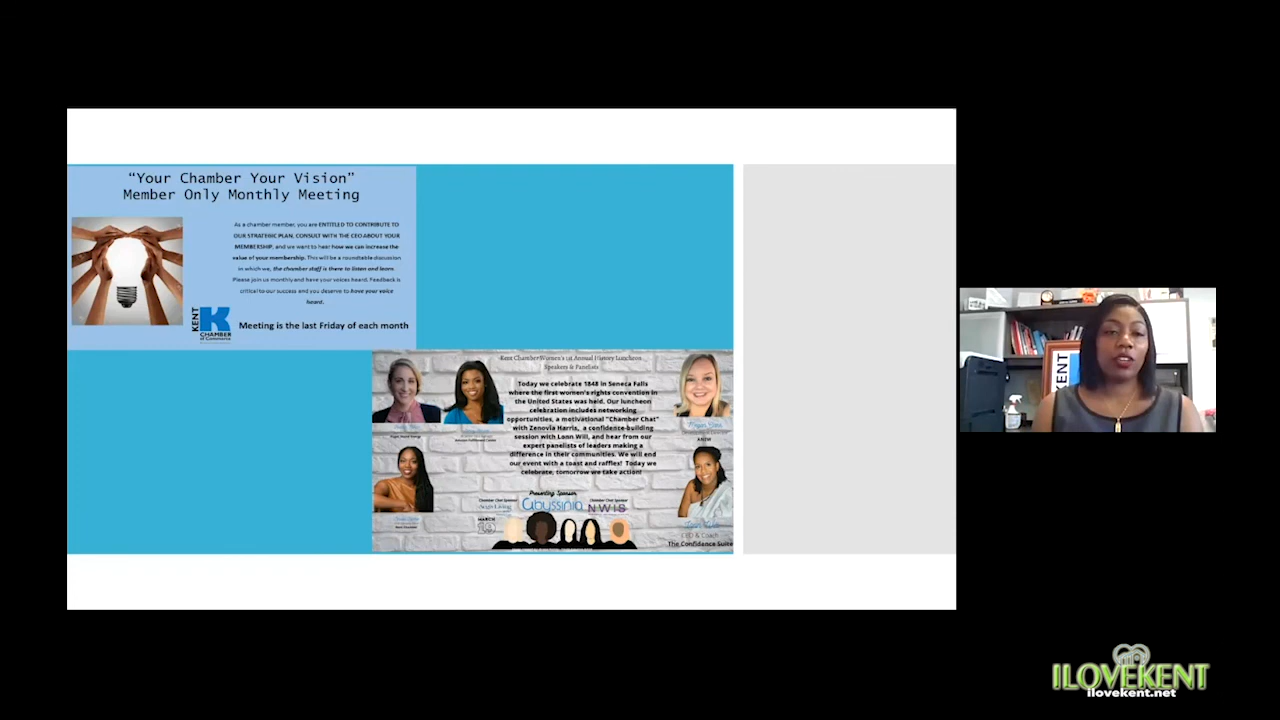 “Your Chamber Your Vision”
Member Only Monthly Meeting
As a chamber member, you are ENTITLED TO CONTRIBUTE TO
OUR STRATEGIC PLAN, CONSULT WITH THE CEO ABOUT YOUR
MEMBERSHIP, and we want to hear how we can increase the
value of your membership. This will be a roundtable discussion
in which we, the chamber staff is there to listen and learn.
Please join us monthly and have your voices heard. Feedback is
critical to our success and you deserve to have your voice
heard.
KENT
K
CHAMBER
of Commerce
Meeting is the last Friday of each month
Kent Chamber Women's 1st Annual History Luncheon
Speakers & Panelists
Today we celebrate 1848 in Seneca Falls
where the first women's rights convention in
the United States was held. Our luncheon
celebration includes networking
opportunities, a motivational "Chamber Chat"
with Zenovia Harris, a confidence-building
session with Lonn Will, and hear from our
expert panelists of leaders making a
difference in their communities. We will end
our event with a toast and raffles! Today we
celebrate, tomorrow we take action!
Presenting Sponsor
Chamber Chat Sponsor
abyssinia
Chamber Chat Sponsor
NWIS
MARCH
CEO & Coach
The Confidence Suite
KENT
ILOVEKENT
ilovekent.net